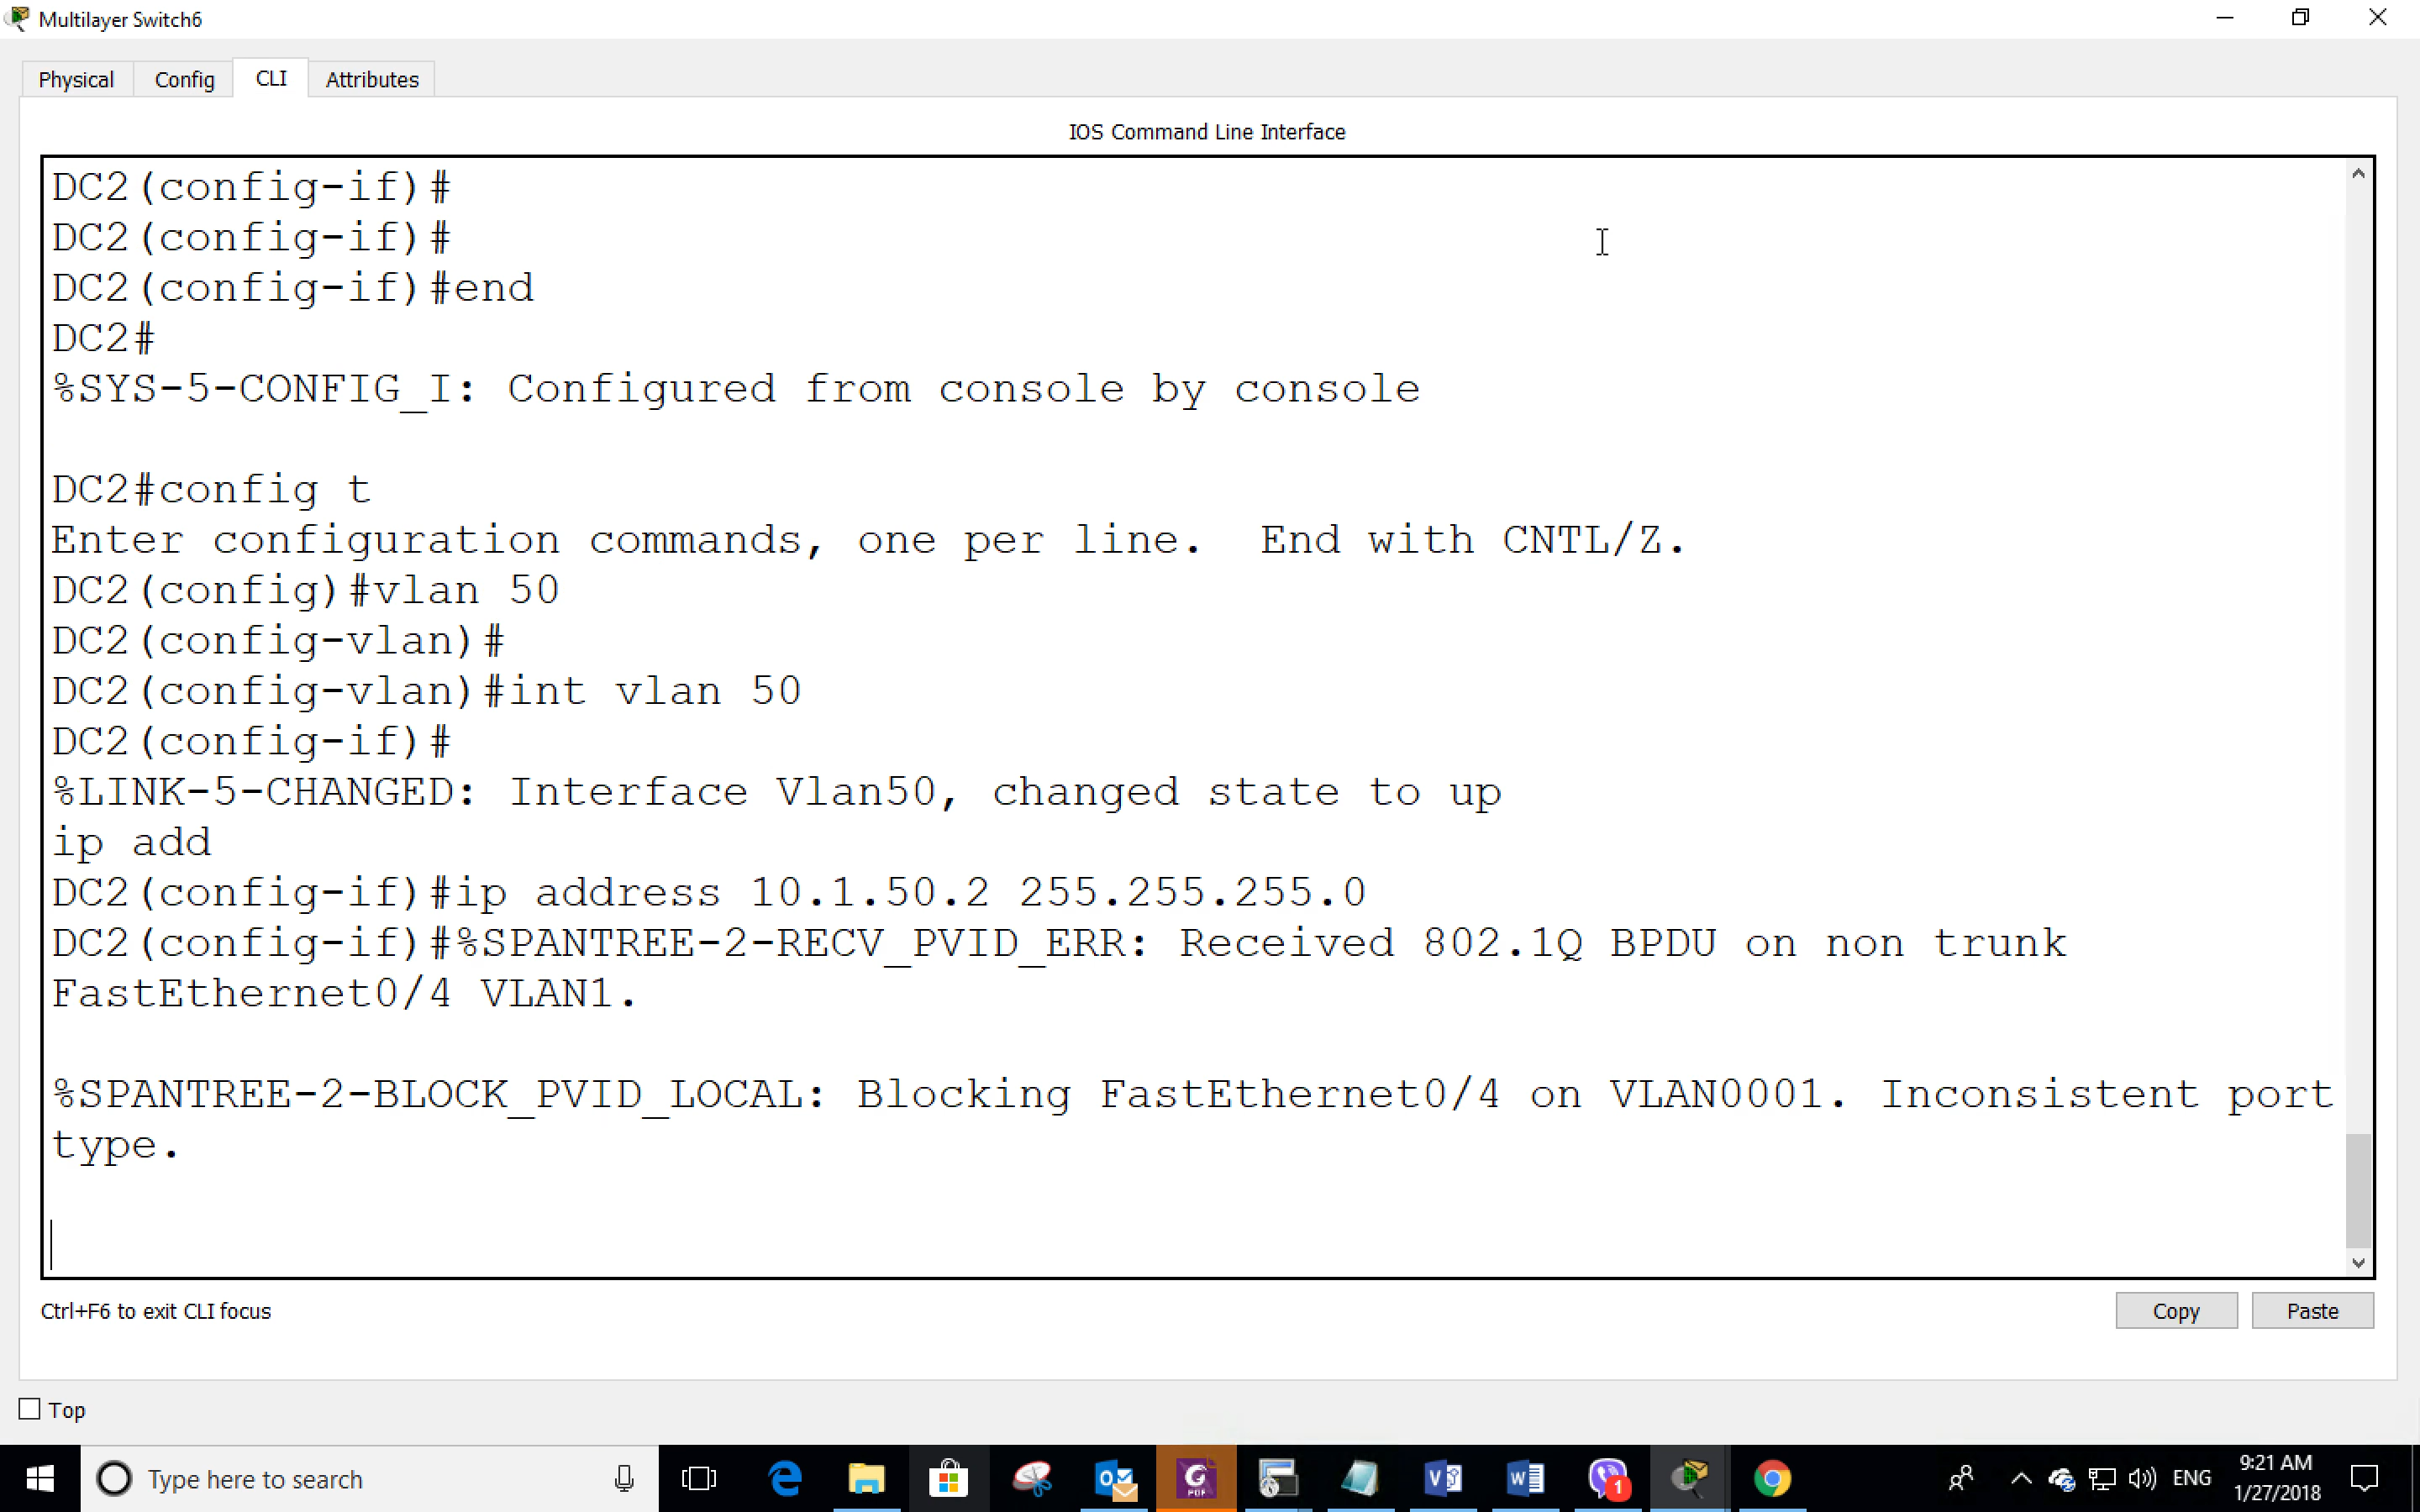 Multilayer Switch6
Physical Config CLI Attributes
IOS Command Line Interface
DC2(config-if)#
DC2(config-if)#
DC2(config-if)#end
DC2#
%SYS-5-CONFIG_I: Configured from console by console
DC2#config t
Enter configuration commands, one per line.  End with CNTL/Z.
DC2(config)#vlan 50
DC2(config-vlan)#
DC2(config-vlan)#int vlan 50
DC2(config-if)#
%LINK-5-CHANGED: Interface Vlan50, changed state to up
ip add
DC2(config-if)#ip address 10.1.50.2 255.255.255.0
DC2(config-if)#%SPANTREE-2-RECV_PVID_ERR: Received 802.1Q BPDU on non trunk
FastEthernet0/4 VLAN1.
%SPANTREE-2-BLOCK_PVID_LOCAL: Blocking FastEthernet0/4 on VLAN0001. Inconsistent port
type.
Ctrl+F6 to exit CLI focus
Copy Paste
Top
Type here to search
G
PDF
1
ENG
9:21 AM
1/27/2018